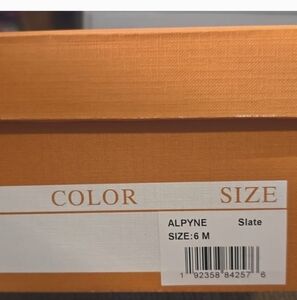 COLOR SIZE
ALPYNE Slate
SIZE:6 M
1 92358 84257 6